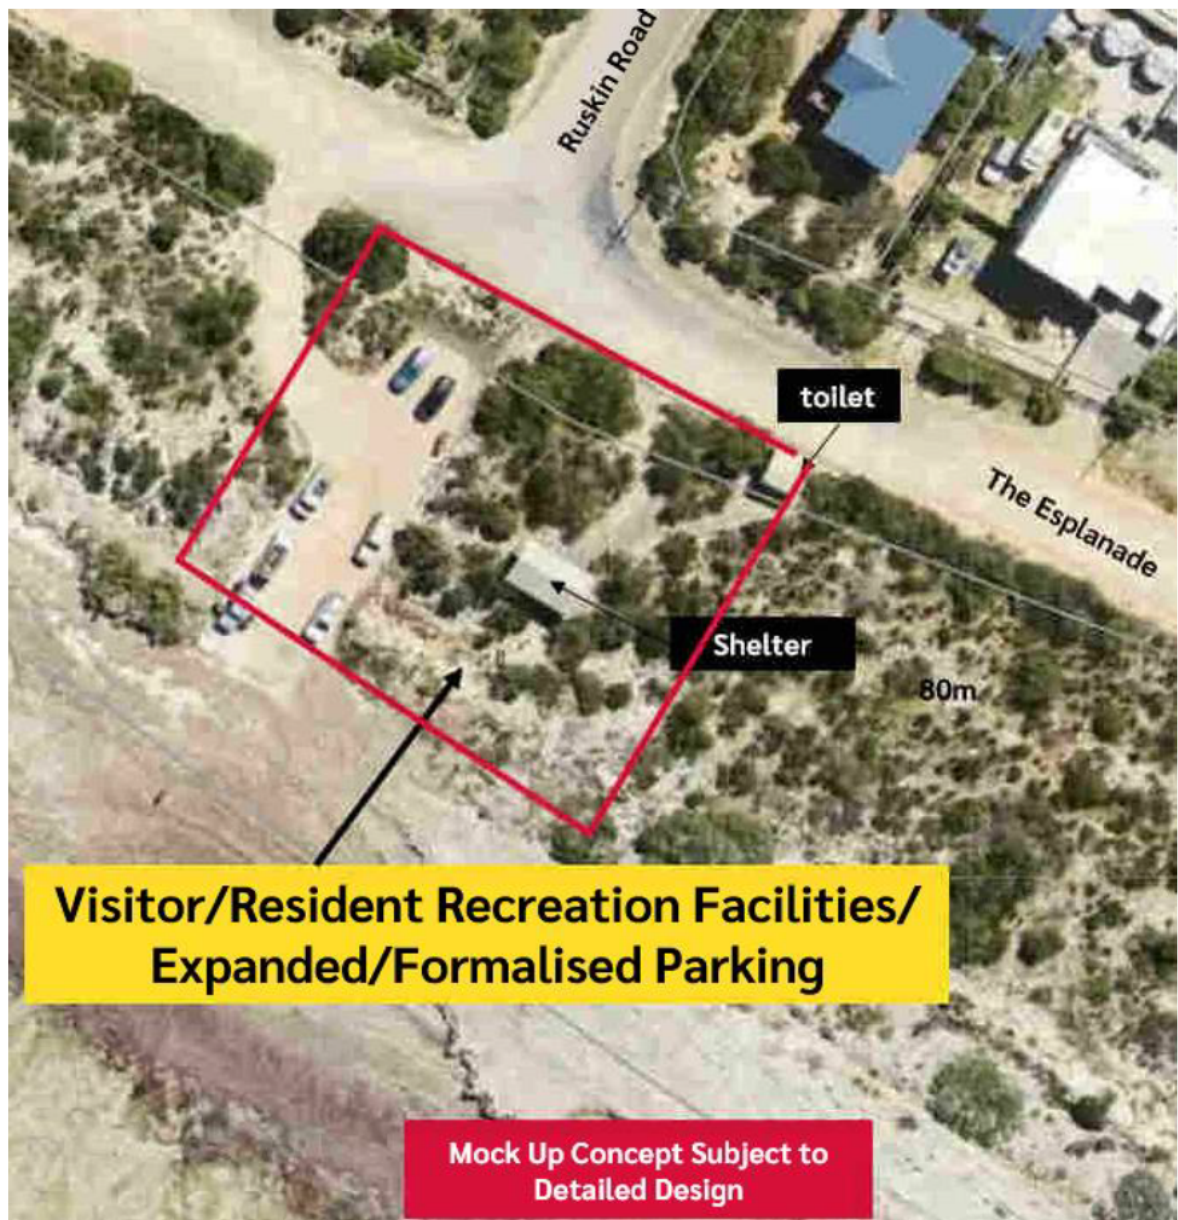 Ruskin Road
toilet
The Esplanade
Shelter
80m
Visitor/Resident Recreation Facilities/
Expanded/Formalised Parking
Mock Up Concept Subject to
Detailed Design